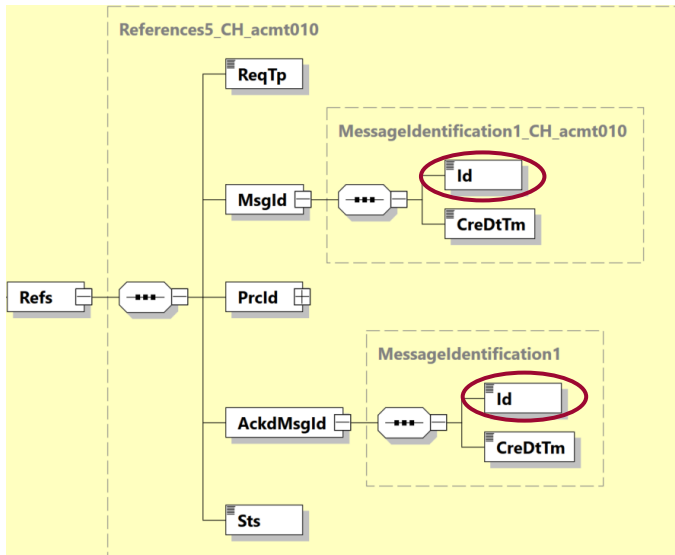 References5_CH_acmt010
ReqTp
MessageIdentification1_CH_acmt010
Id
MsgId
CreDtTm
Refs
PrcId
MessageIdentification1
Id
AckdMsgId
CreDtTm
Sts